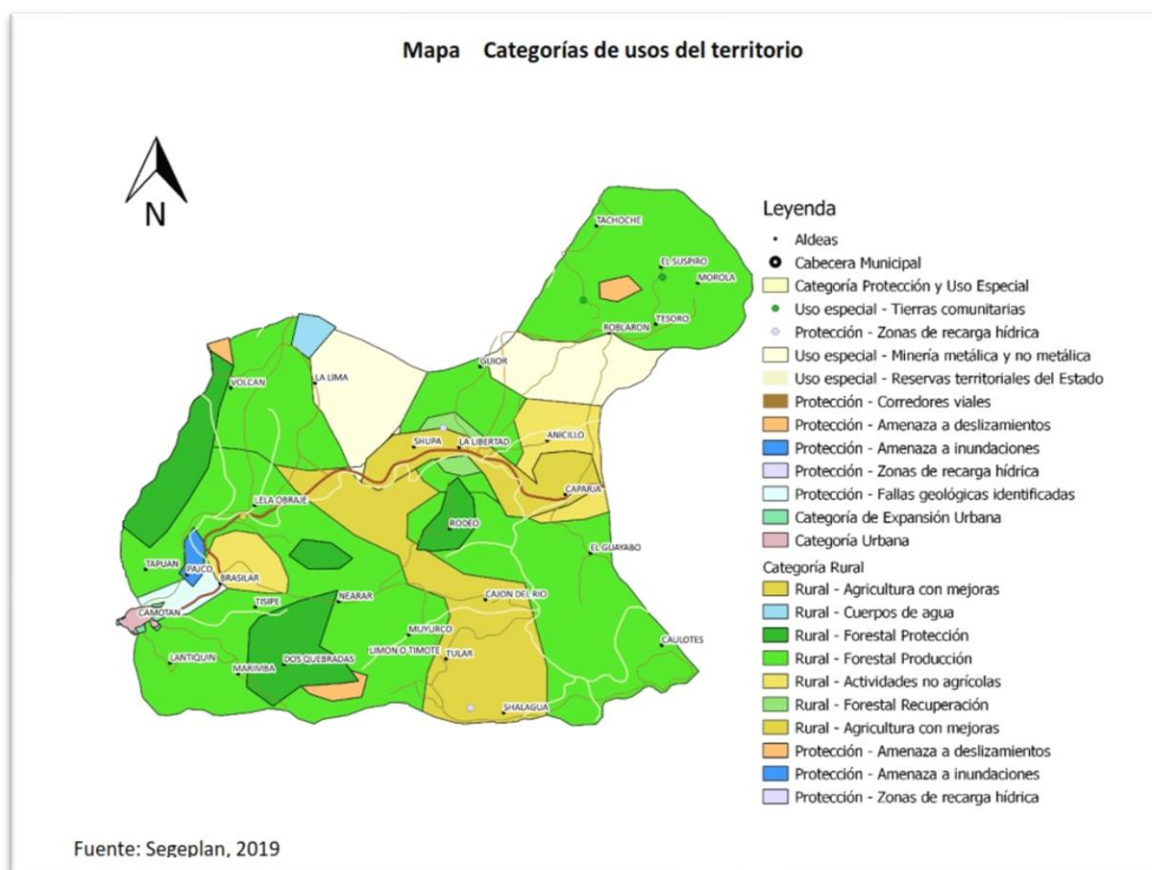 Mapa Categorías de usos del territorio
N
TACHOCHE
EL SUSPIRO
MOROLA
TESORO
ROBLARON
GUIOR
LA LIMA
VOLCAN
ANICILLO
SHUPA
LA LIBERTAD
CAPARJA
LELA OBRAJE
RODEO
EL GUAYABO
TAPUAN
PAJCO
BRASILAR
CAMOTAN
TISIPE
NEARAR
CAJON DEL RIO
MUYURCO
LIMON O TIMOTE
TULAR
CAULOTES
LANTIQUIN
MARIMBA
DOS QUEBRADAS
SHALAGUA
Leyenda
Aldeas
Cabecera Municipal
Categoría Protección y Uso Especial
Uso especial - Tierras comunitarias
Protección - Zonas de recarga hídrica
Uso especial - Minería metálica y no metálica
Uso especial - Reservas territoriales del Estado
Protección - Corredores viales
Protección - Amenaza a deslizamientos
Protección - Amenaza a inundaciones
Protección - Zonas de recarga hídrica
Protección - Fallas geológicas identificadas
Categoría de Expansión Urbana
Categoría Urbana
Categoría Rural
Rural - Agricultura con mejoras
Rural - Cuerpos de agua
Rural - Forestal Protección
Rural - Forestal Producción
Rural - Actividades no agrícolas
Rural - Forestal Recuperación
Rural - Agricultura con mejoras
Protección - Amenaza a deslizamientos
Protección - Amenaza a inundaciones
Protección - Zonas de recarga hídrica
Fuente: Segeplan, 2019